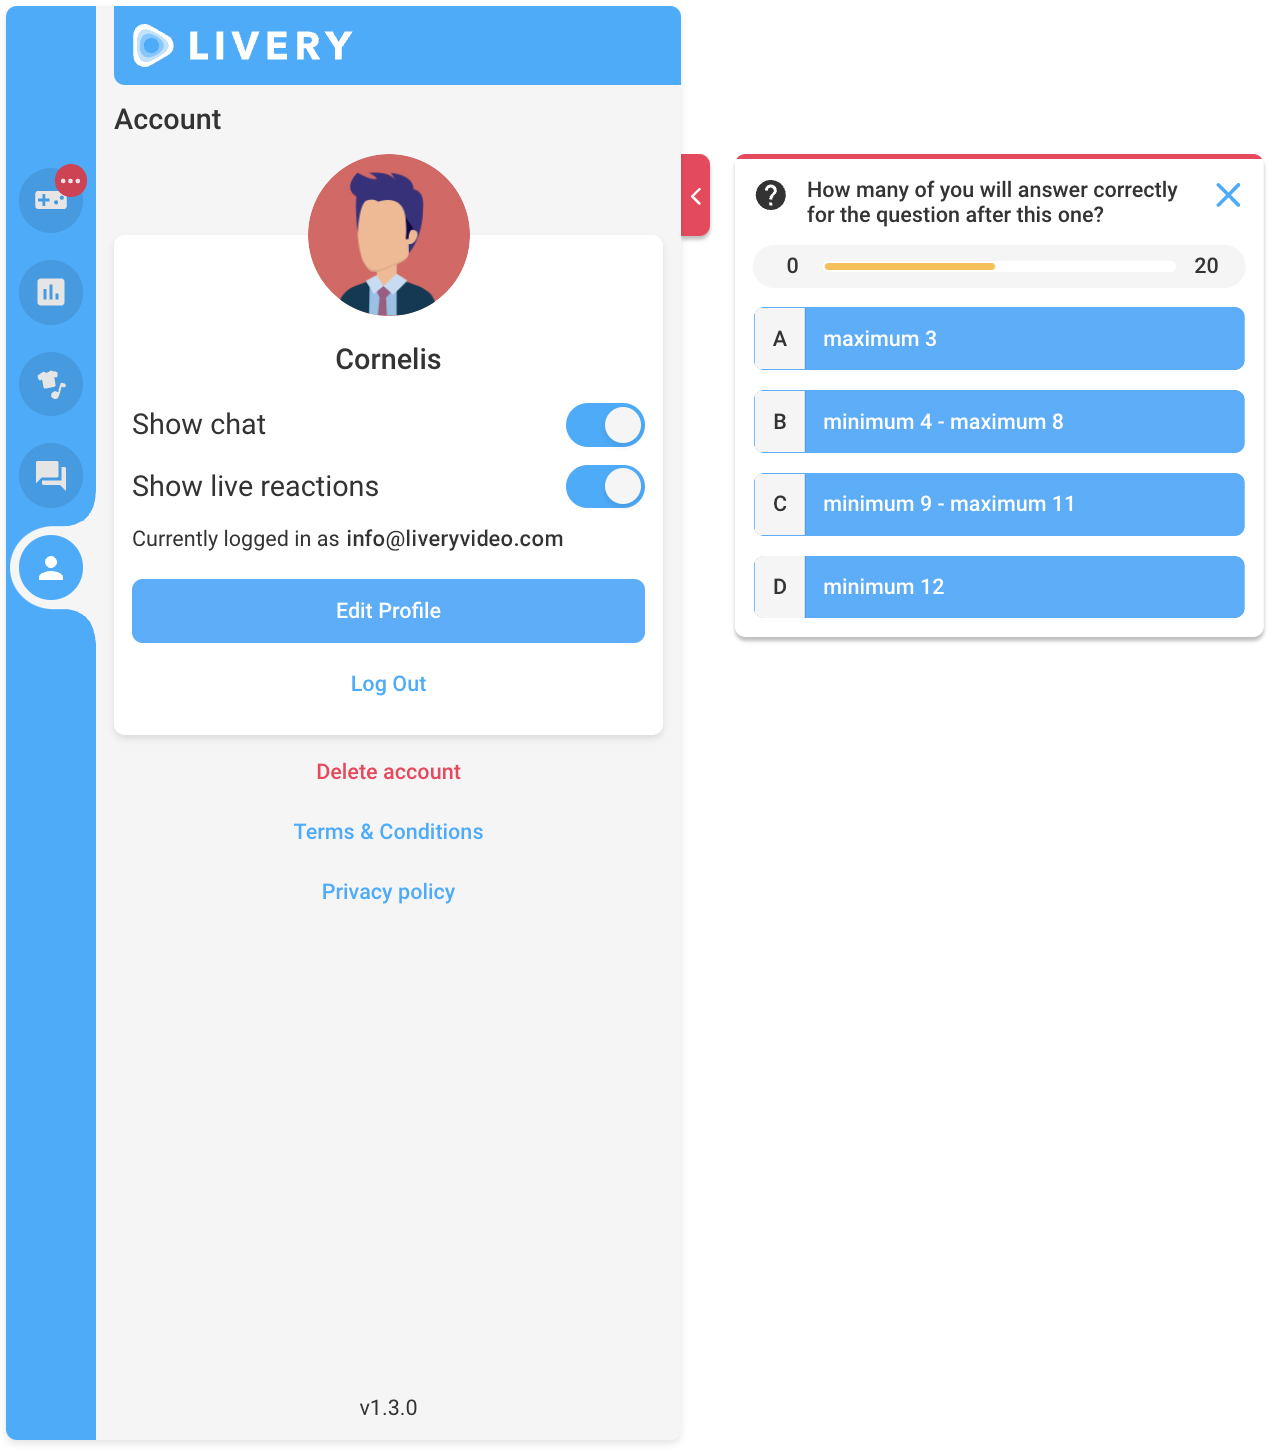 LIVERY
Account
Cornelis
Show chat
Show live reactions
Currently logged in as info@liveryvideo.com
Edit Profile
Log Out
Delete account
Terms & Conditions
Privacy policy
v1.3.0
How many of you will answer correctly
for the question after this one?
0 20
A maximum 3
B minimum 4 - maximum 8
C minimum 9 - maximum 11
D minimum 12